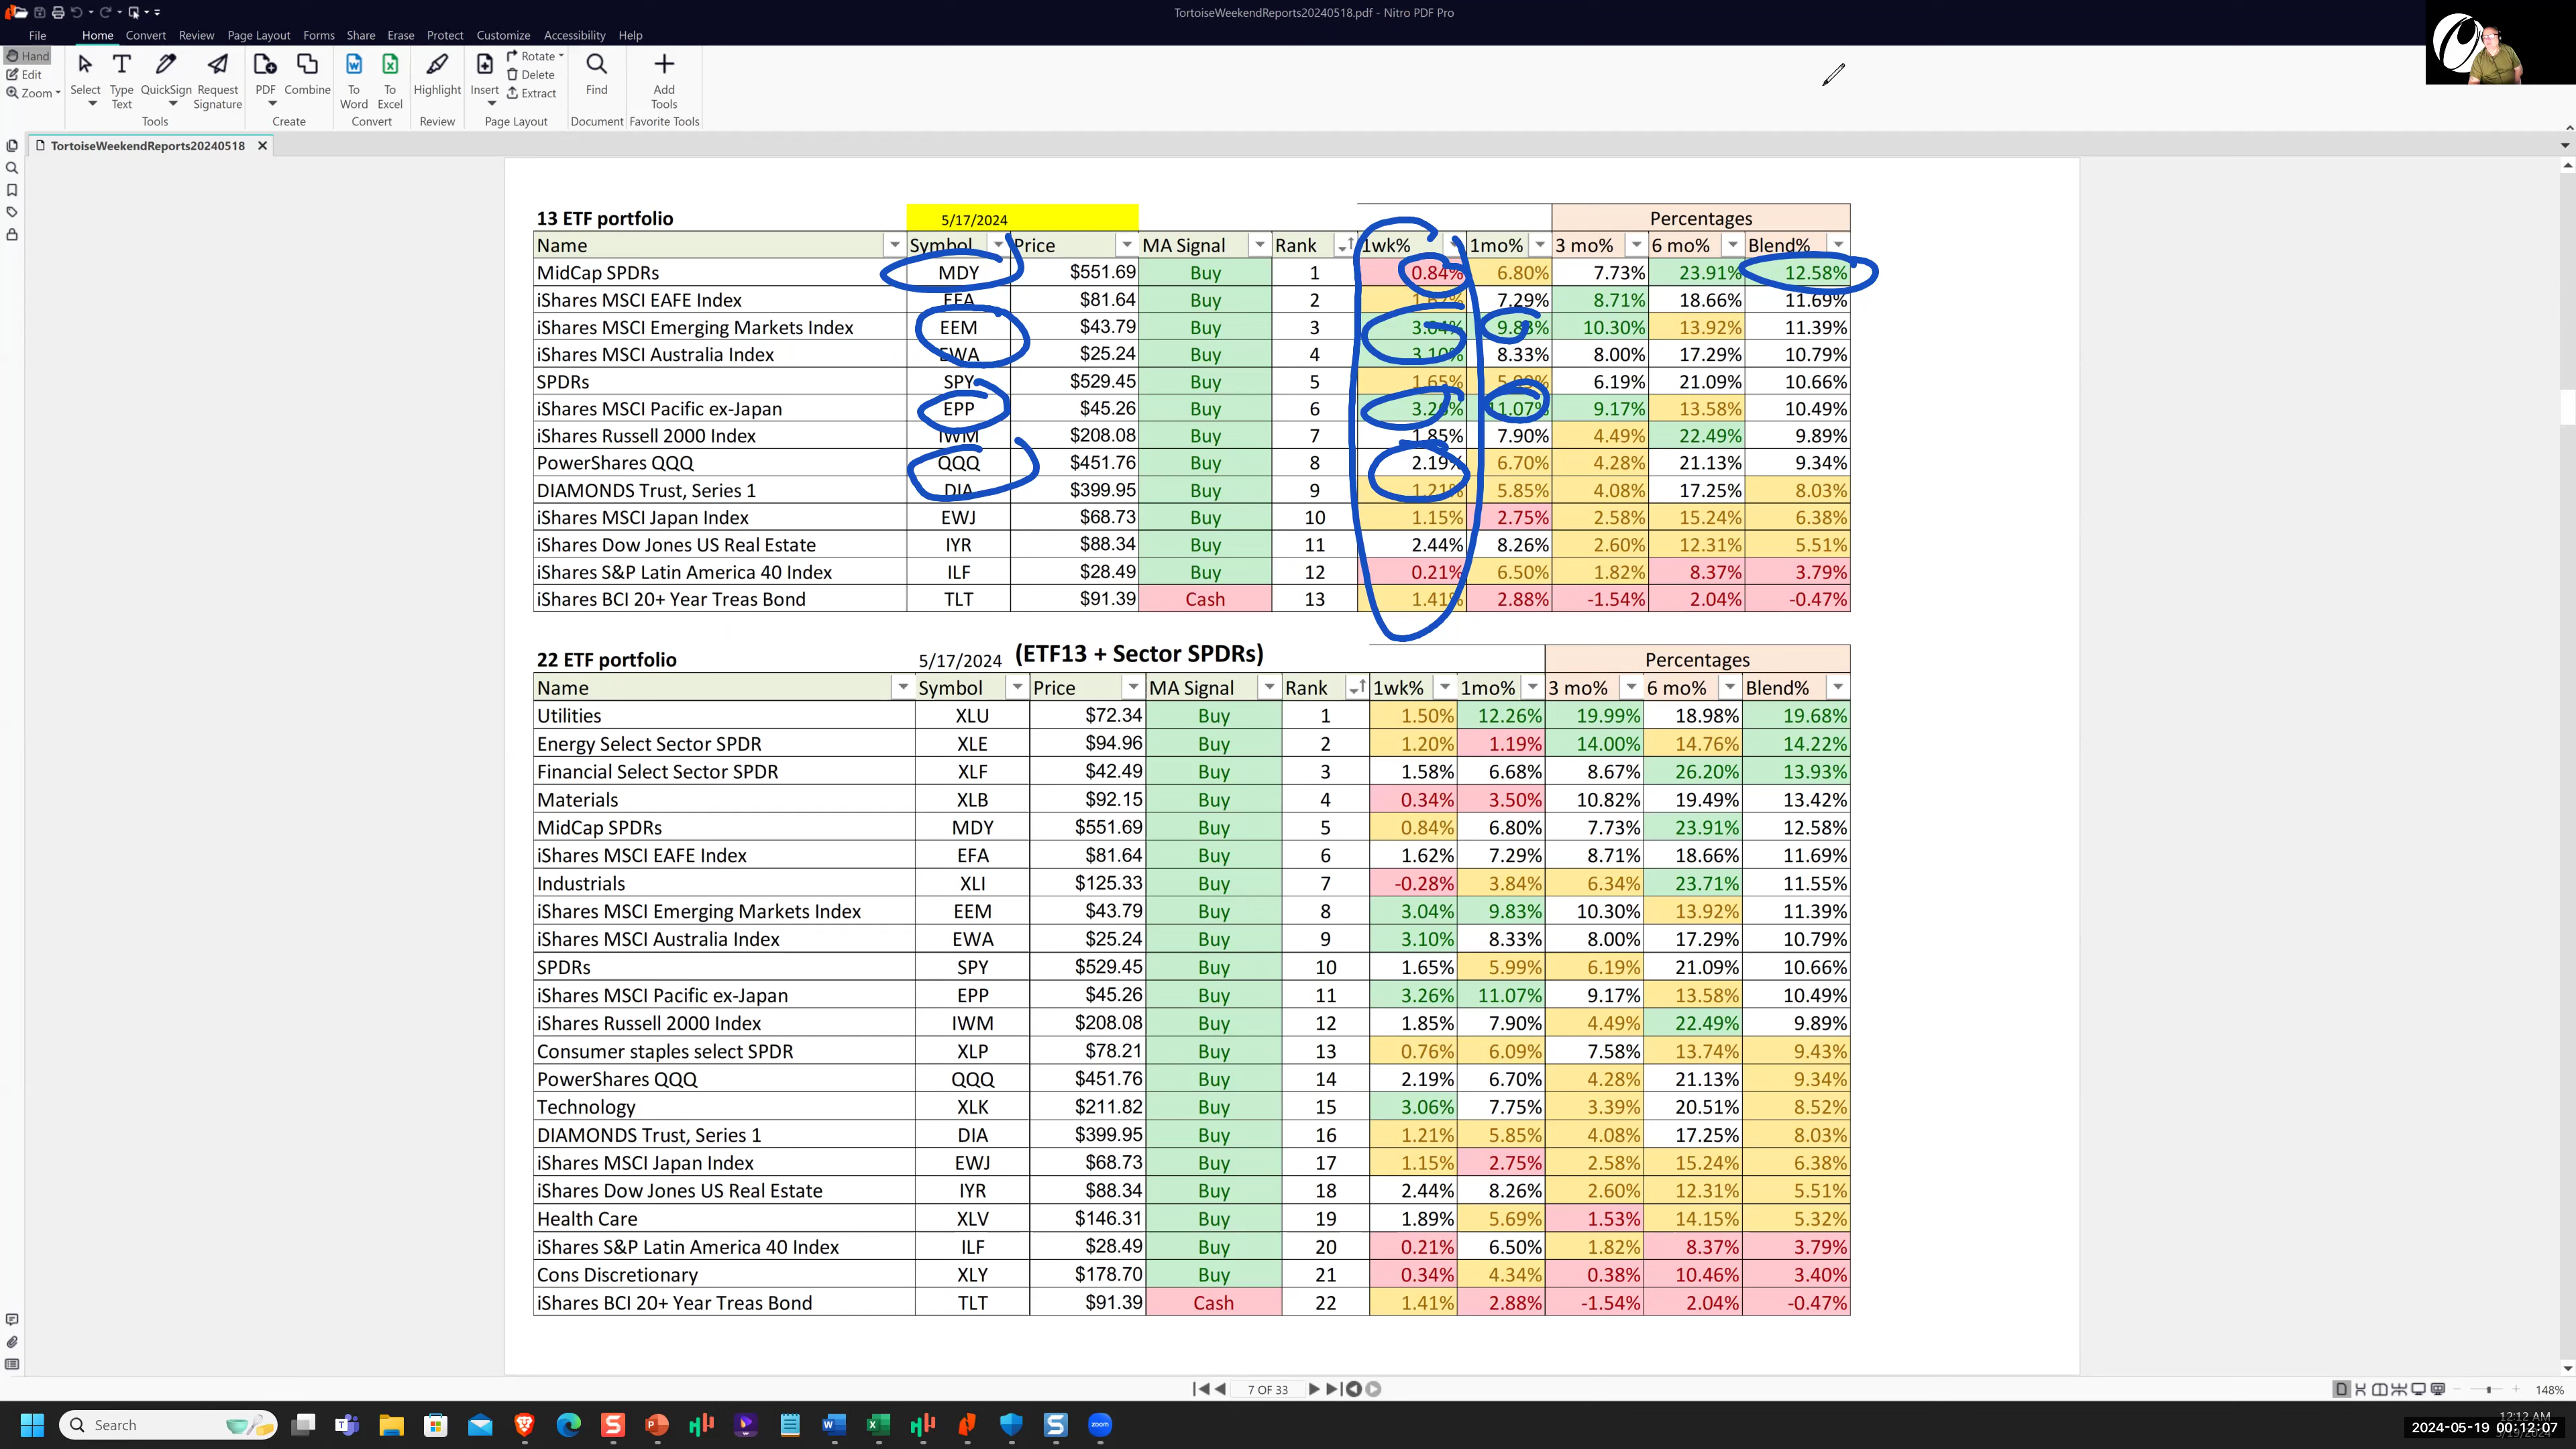 TortoiseWeekendReports20240518.pdf - Nitro PDF Pro
File Home Convert Review Page Layout Forms Share Erase Protect Customize Accessibility Help
Hand Edit Zoom
Select Type Text QuickSign Request Signature Tools
PDF Combine Create
To Word To Excel Convert
Highlight Review
Insert Rotate Delete Extract Page Layout
Find Document
Add Tools Favorite Tools
TortoiseWeekendReports20240518
13 ETF portfolio 5/17/2024 Percentages
Name Symbol Price MA Signal Rank 1wk% 1mo% 3 mo% 6 mo% Blend%
MidCap SPDRs MDY $551.69 Buy 1 0.84% 6.80% 7.73% 23.91% 12.58%
iShares MSCI EAFE Index EFA $81.64 Buy 2 1.62% 7.29% 8.71% 18.66% 11.69%
iShares MSCI Emerging Markets Index EEM $43.79 Buy 3 3.04% 9.83% 10.30% 13.92% 11.39%
iShares MSCI Australia Index EWA $25.24 Buy 4 3.10% 8.33% 8.00% 17.29% 10.79%
SPDRs SPY $529.45 Buy 5 1.65% 5.99% 6.19% 21.09% 10.66%
iShares MSCI Pacific ex-Japan EPP $45.26 Buy 6 3.26% 11.07% 9.17% 13.58% 10.49%
iShares Russell 2000 Index IWM $208.08 Buy 7 1.85% 7.90% 4.49% 22.49% 9.89%
PowerShares QQQ QQQ $451.76 Buy 8 2.19% 6.70% 4.28% 21.13% 9.34%
DIAMONDS Trust, Series 1 DIA $399.95 Buy 9 1.21% 5.85% 4.08% 17.25% 8.03%
iShares MSCI Japan Index EWJ $68.73 Buy 10 1.15% 2.75% 2.58% 15.24% 6.38%
iShares Dow Jones US Real Estate IYR $88.34 Buy 11 2.44% 8.26% 2.60% 12.31% 5.51%
iShares S&P Latin America 40 Index ILF $28.49 Buy 12 0.21% 6.50% 1.82% 8.37% 3.79%
iShares BCI 20+ Year Treas Bond TLT $91.39 Cash 13 1.41% 2.88% -1.54% 2.04% -0.47%
22 ETF portfolio 5/17/2024 (ETF13 + Sector SPDRs) Percentages
Name Symbol Price MA Signal Rank 1wk% 1mo% 3 mo% 6 mo% Blend%
Utilities XLU $72.34 Buy 1 1.50% 12.26% 19.99% 18.98% 19.68%
Energy Select Sector SPDR XLE $94.96 Buy 2 1.20% 1.19% 14.00% 14.76% 14.22%
Financial Select Sector SPDR XLF $42.49 Buy 3 1.58% 6.68% 8.67% 26.20% 13.93%
Materials XLB $92.15 Buy 4 0.34% 3.50% 10.82% 19.49% 13.42%
MidCap SPDRs MDY $551.69 Buy 5 0.84% 6.80% 7.73% 23.91% 12.58%
iShares MSCI EAFE Index EFA $81.64 Buy 6 1.62% 7.29% 8.71% 18.66% 11.69%
Industrials XLI $125.33 Buy 7 -0.28% 3.84% 6.34% 23.71% 11.55%
iShares MSCI Emerging Markets Index EEM $43.79 Buy 8 3.04% 9.83% 10.30% 13.92% 11.39%
iShares MSCI Australia Index EWA $25.24 Buy 9 3.10% 8.33% 8.00% 17.29% 10.79%
SPDRs SPY $529.45 Buy 10 1.65% 5.99% 6.19% 21.09% 10.66%
iShares MSCI Pacific ex-Japan EPP $45.26 Buy 11 3.26% 11.07% 9.17% 13.58% 10.49%
iShares Russell 2000 Index IWM $208.08 Buy 12 1.85% 7.90% 4.49% 22.49% 9.89%
Consumer staples select SPDR XLP $78.21 Buy 13 0.76% 6.09% 7.58% 13.74% 9.43%
PowerShares QQQ QQQ $451.76 Buy 14 2.19% 6.70% 4.28% 21.13% 9.34%
Technology XLK $211.82 Buy 15 3.06% 7.75% 3.39% 20.51% 8.52%
DIAMONDS Trust, Series 1 DIA $399.95 Buy 16 1.21% 5.85% 4.08% 17.25% 8.03%
iShares MSCI Japan Index EWJ $68.73 Buy 17 1.15% 2.75% 2.58% 15.24% 6.38%
iShares Dow Jones US Real Estate IYR $88.34 Buy 18 2.44% 8.26% 2.60% 12.31% 5.51%
Health Care XLV $146.31 Buy 19 1.89% 5.69% 1.53% 14.15% 5.32%
iShares S&P Latin America 40 Index ILF $28.49 Buy 20 0.21% 6.50% 1.82% 8.37% 3.79%
Cons Discretionary XLY $178.70 Buy 21 0.34% 4.34% 0.38% 10.46% 3.40%
iShares BCI 20+ Year Treas Bond TLT $91.39 Cash 22 1.41% 2.88% -1.54% 2.04% -0.47%
7 OF 33
148%
Search
12:12 AM
2024-05-19 00:12:07